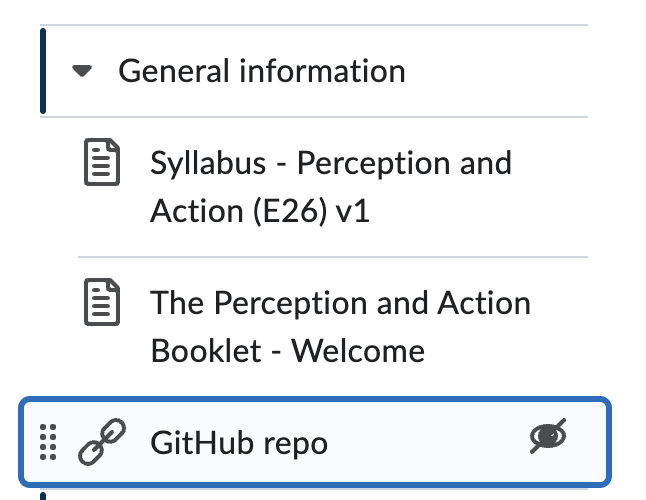 General information
Syllabus - Perception and
Action (E26) v1
The Perception and Action
Booklet - Welcome
GitHub repo